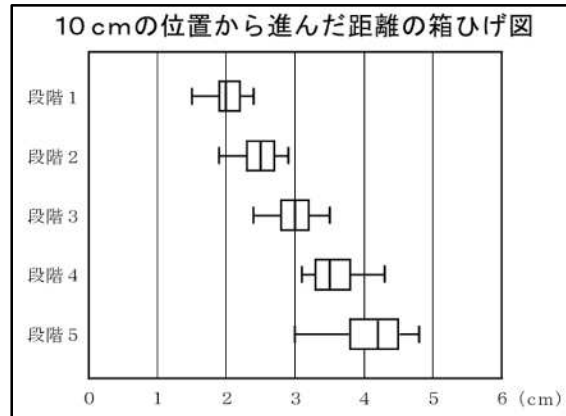 10cmの位置から進んだ距離の箱ひげ図
段階1
段階2
段階3
段階4
段階5
0 1 2 3 4 5 6 (cm)